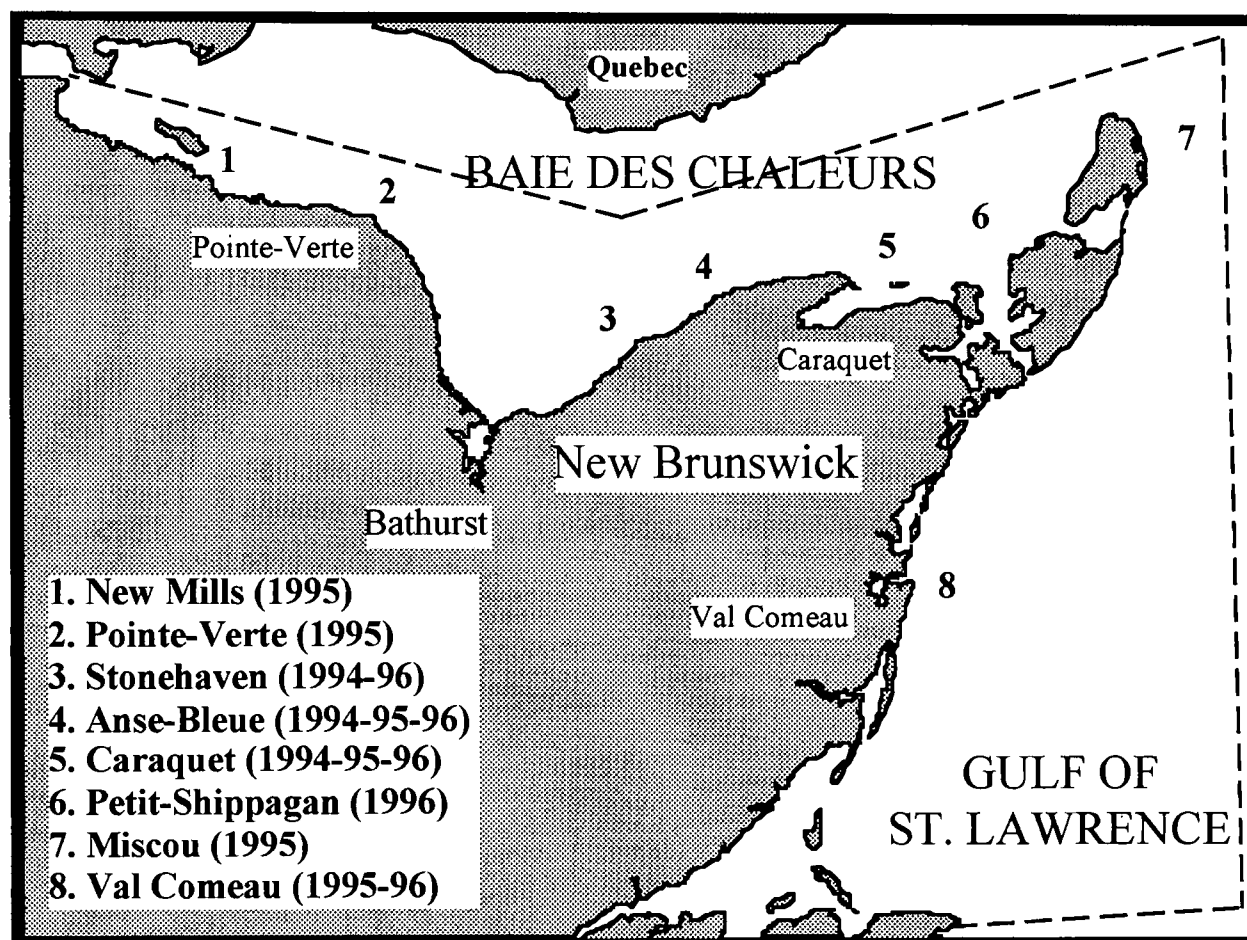 Quebec
7
1
BAIE DES CHALEURS
2
6
Pointe-Verte
5
4
3
Caraquet
New Brunswick
Bathurst
8
Val Comeau
1. New Mills (1995)
2. Pointe-Verte (1995)
3. Stonehaven (1994-96)
4. Anse-Bleue (1994-95-96)
5. Caraquet (1994-95-96)
6. Petit-Shippagan (1996)
7. Miscou (1995)
8. Val Comeau (1995-96)
GULF OF
ST. LAWRENCE